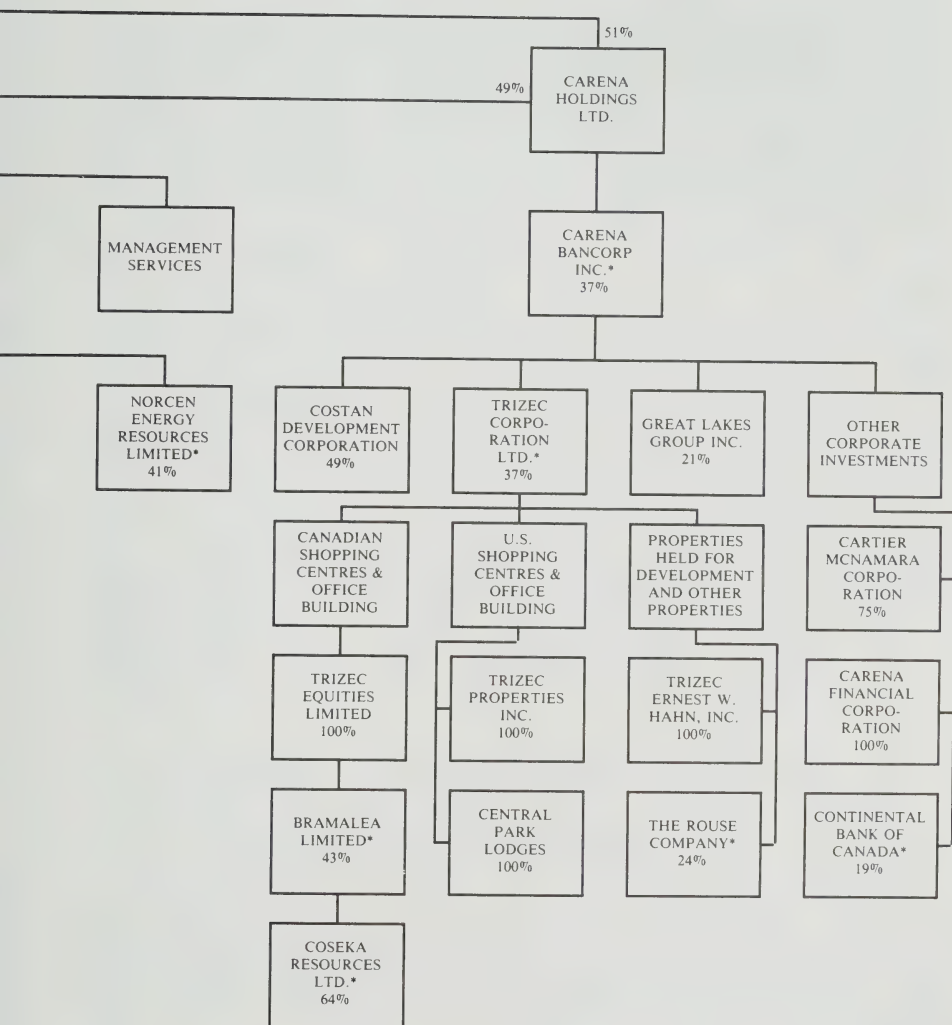 51%
49%
CARENA
HOLDINGS
LTD.
MANAGEMENT
SERVICES
CARENA
BANCORP
INC.*
37%
NORCEN
ENERGY
RESOURCES
LIMITED*
41%
COSTAN
DEVELOPMENT
CORPORATION
49%
TRIZEC
CORPO-
RATION
LTD.*
37%
GREAT LAKES
GROUP INC.
21%
OTHER
CORPORATE
INVESTMENTS
CANADIAN
SHOPPING
CENTRES &
OFFICE
BUILDING
U.S.
SHOPPING
CENTRES &
OFFICE
BUILDING
PROPERTIES
HELD FOR
DEVELOPMENT
AND OTHER
PROPERTIES
CARTIER
MCNAMARA
CORPO-
RATION
75%
TRIZEC
EQUITIES
LIMITED
100%
TRIZEC
PROPERTIES
INC.
100%
TRIZEC
ERNEST W.
HAHN, INC.
100%
CARENA
FINANCIAL
CORPO-
RATION
100%
BRAMALEA
LIMITED*
43%
CENTRAL
PARK
LODGES
100%
THE ROUSE
COMPANY*
24%
CONTINENTAL
BANK OF
CANADA*
19%
COSEKA
RESOURCES
LTD.*
64%